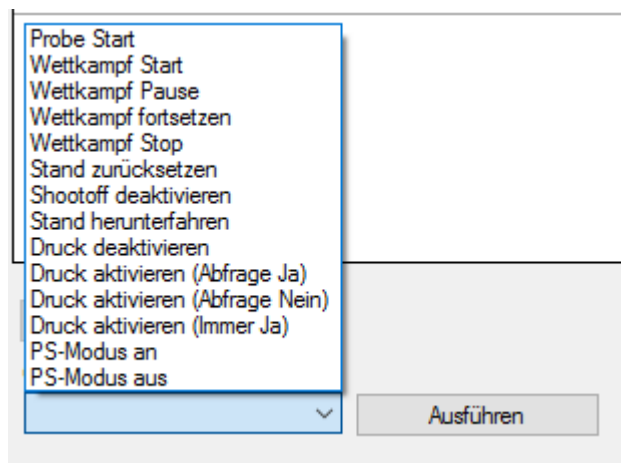 Probe Start
Wettkampf Start
Wettkampf Pause
Wettkampf fortsetzen
Wettkampf Stop
Stand zurücksetzen
Shootoff deaktivieren
Stand herunterfahren
Druck deaktivieren
Druck aktivieren (Abfrage Ja)
Druck aktivieren (Abfrage Nein)
Druck aktivieren (Immer Ja)
PS-Modus an
PS-Modus aus
Ausführen